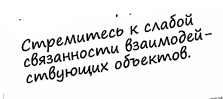 Стремитесь к слабой
связанности взаимодей-
ствующих объектов.